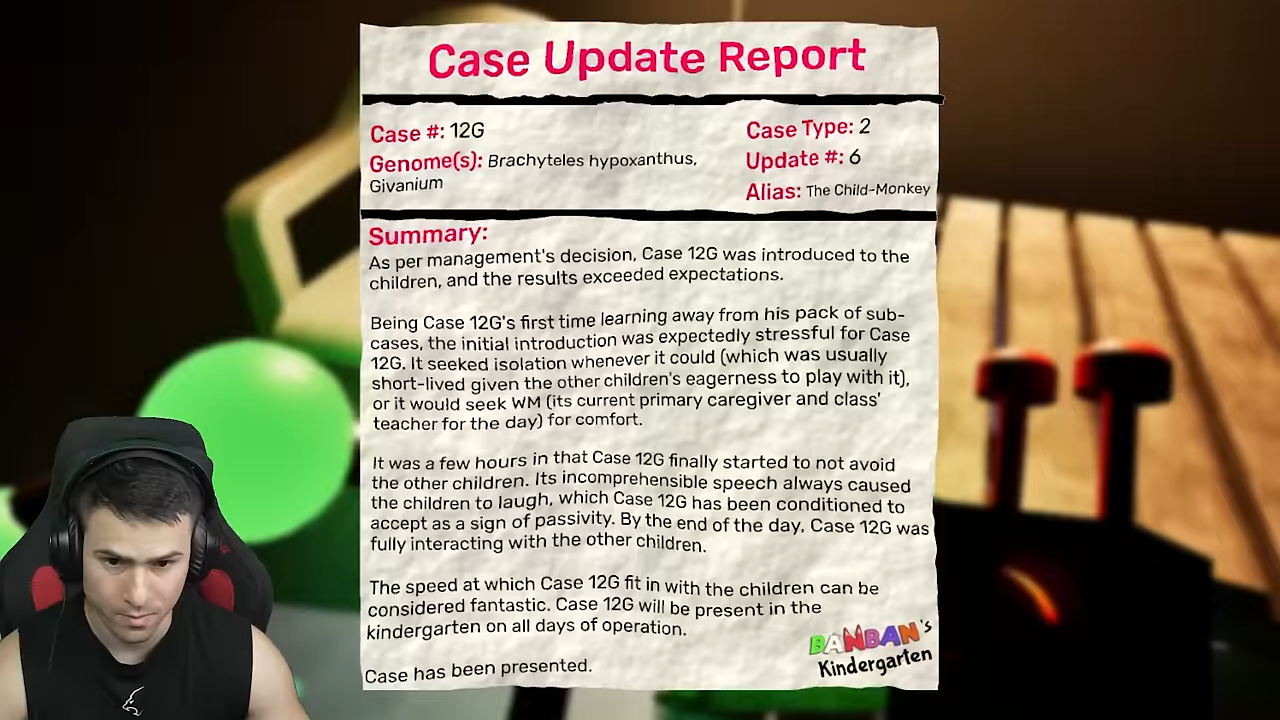 Case Update Report
Case #: 12G
Case Type: 2
Genome(s): Brachyteles hypoxanthus,
Givanium
Update #: 6
Alias: The Child-Monkey
Summary:
As per management's decision, Case 12G was introduced to the
children, and the results exceeded expectations.
Being Case 12G's first time learning away from his pack of sub-
cases, the initial introduction was expectedly stressful for Case
12G. It seeked isolation whenever it could (which was usually
short-lived given the other children's eagerness to play with it),
or it would seek WM (its current primary caregiver and class'
teacher for the day) for comfort.
It was a few hours in that Case 12G finally started to not avoid
the other children. Its incomprehensible speech always caused
the children to laugh, which Case 12G has been conditioned to
accept as a sign of passivity. By the end of the day, Case 12G was
fully interacting with the other children.
The speed at which Case 12G fit in with the children can be
considered fantastic. Case 12G will be present in the
kindergarten on all days of operation.
Case has been presented.
BANBAN's
Kindergarten